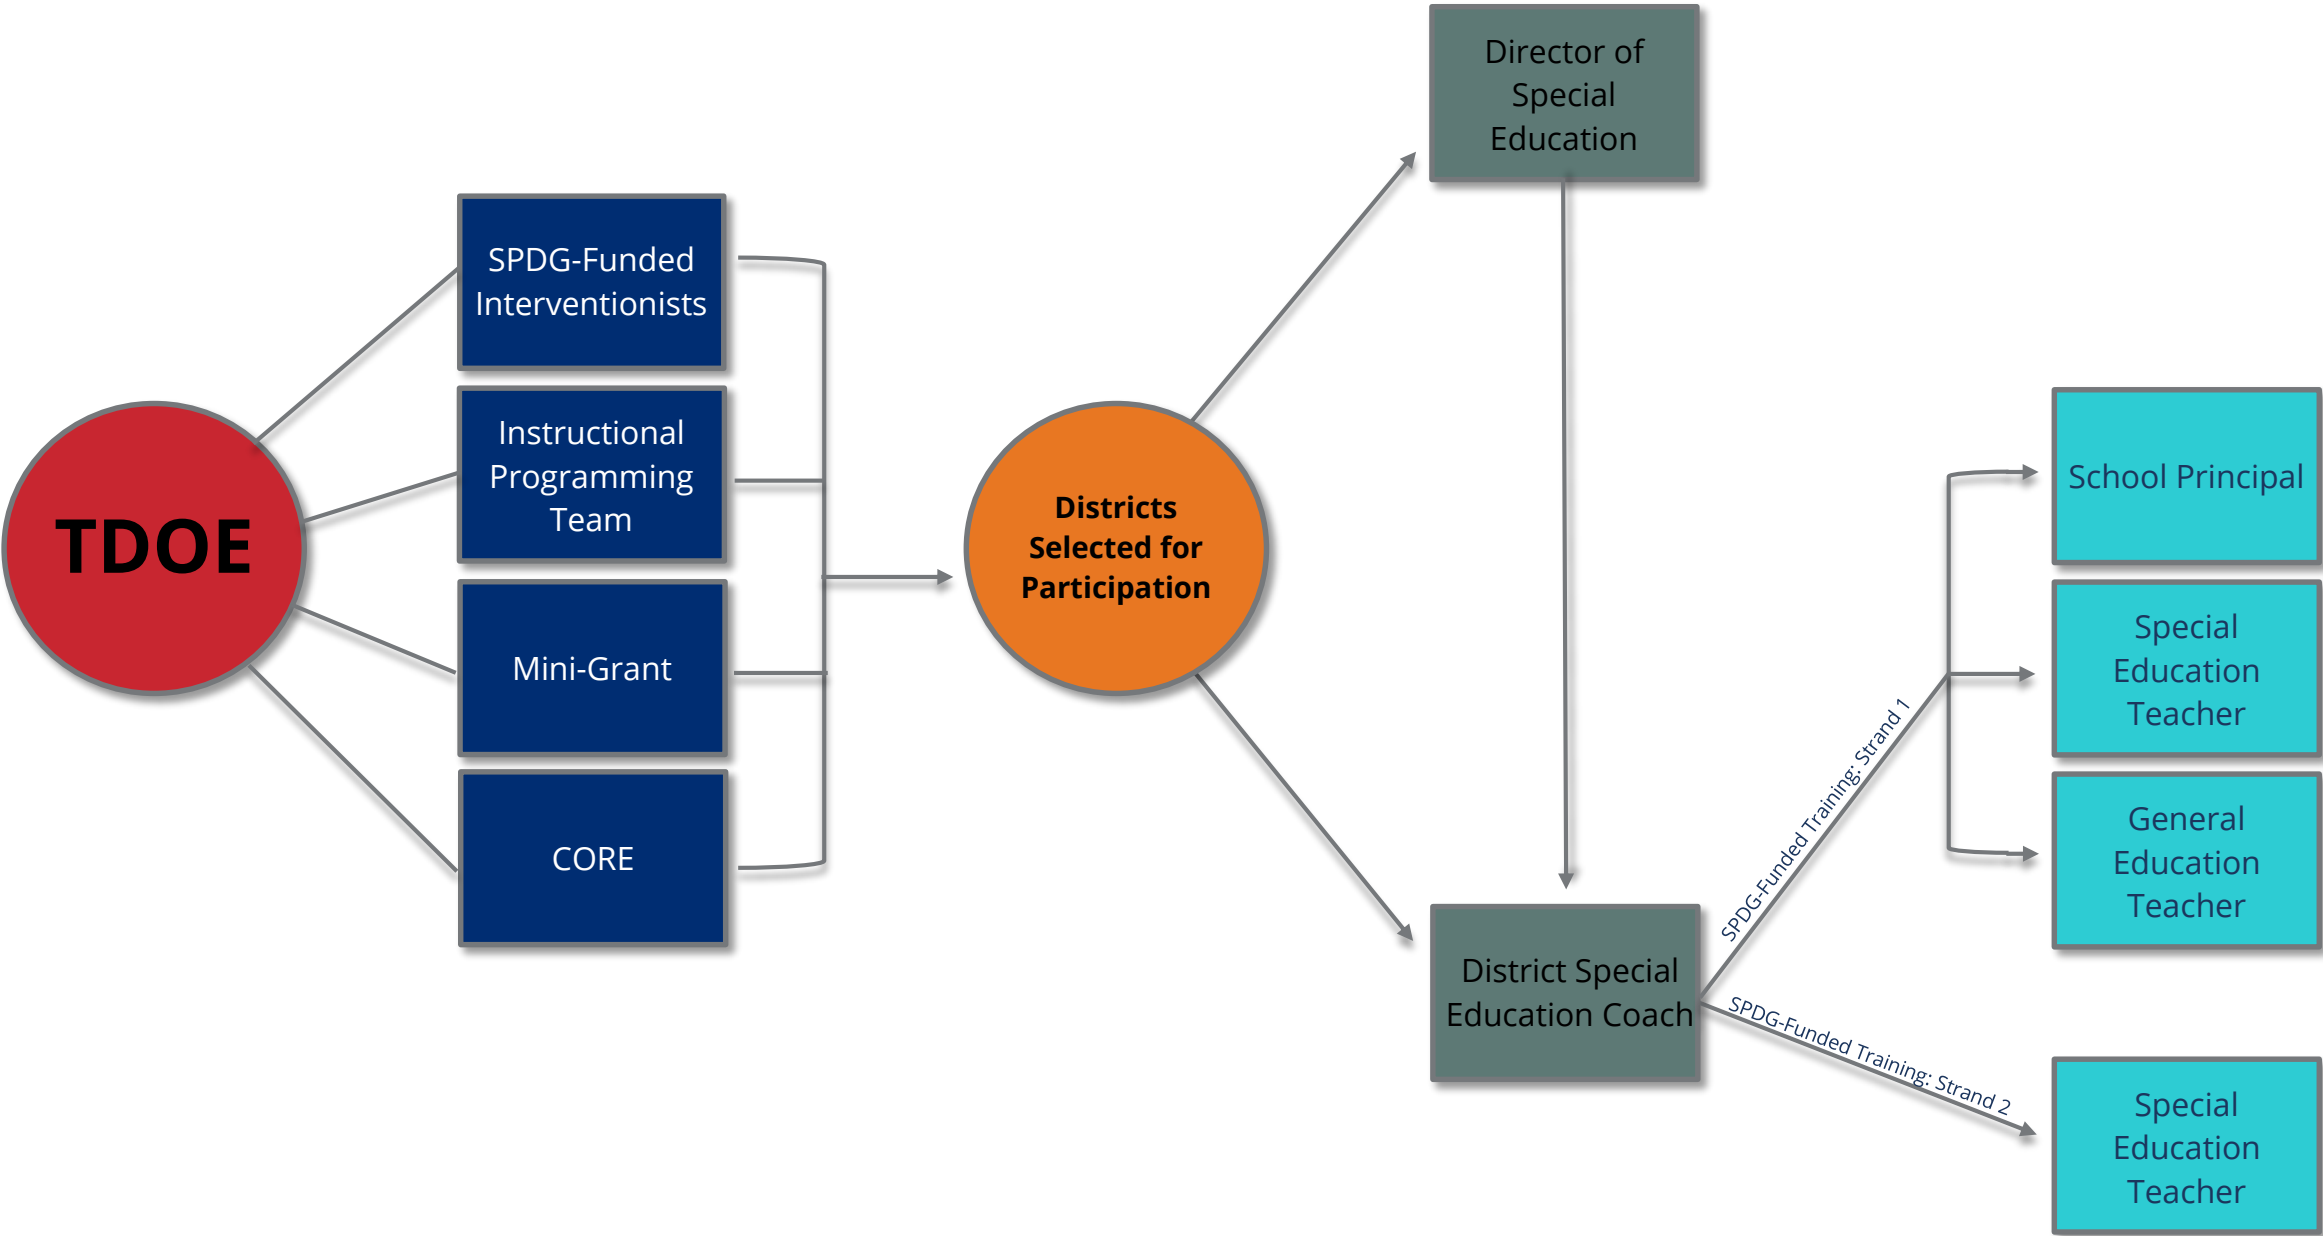 TDOE
SPDG-Funded
Interventionists
Instructional
Programming
Team
Mini-Grant
CORE
Districts
Selected for
Participation
Director of
Special
Education
District Special
Education Coach
SPDG-Funded Training: Strand 1
SPDG-Funded Training: Strand 2
School Principal
Special
Education
Teacher
General
Education
Teacher
Special
Education
Teacher